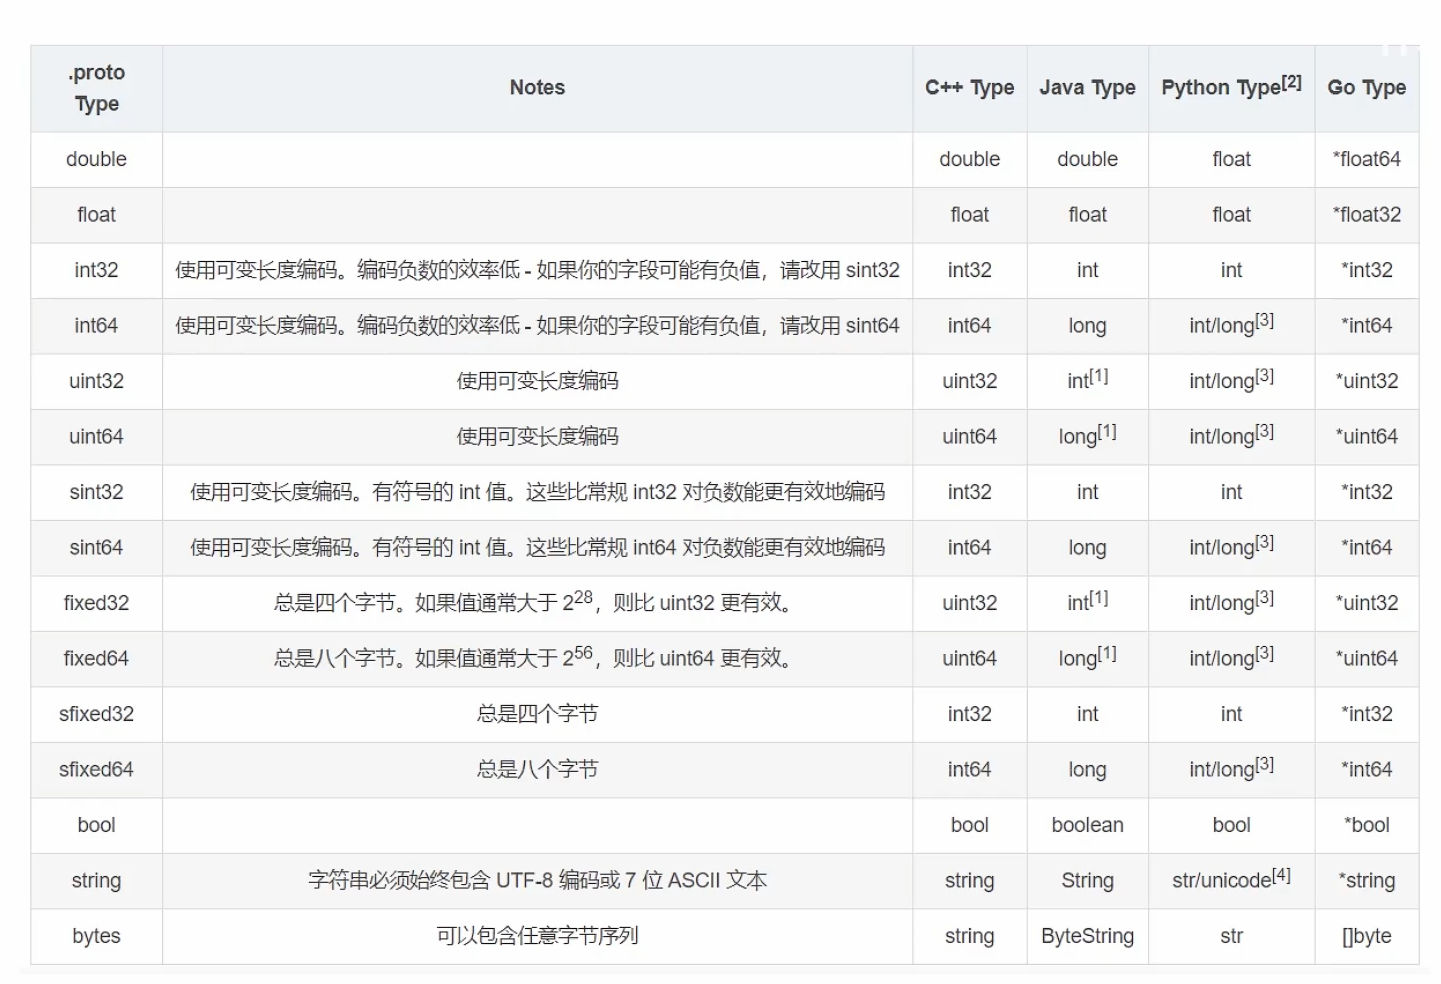 .proto Type Notes C++ Type Java Type Python Type[2] Go Type
double double double float *float64
float float float float *float32
int32 使用可变长度编码。编码负数的效率低 - 如果你的字段可能有负值，请改用 sint32 int32 int int *int32
int64 使用可变长度编码。编码负数的效率低 - 如果你的字段可能有负值，请改用 sint64 int64 long int/long[3] *int64
uint32 使用可变长度编码 uint32 int[1] int/long[3] *uint32
uint64 使用可变长度编码 uint64 long[1] int/long[3] *uint64
sint32 使用可变长度编码。有符号的 int 值。这些比常规 int32 对负数能更有效地编码 int32 int int *int32
sint64 使用可变长度编码。有符号的 int 值。这些比常规 int64 对负数能更有效地编码 int64 long int/long[3] *int64
fixed32 总是四个字节。如果值通常大于 2^28，则比 uint32 更有效。 uint32 int[1] int/long[3] *uint32
fixed64 总是八个字节。如果值通常大于 2^56，则比 uint64 更有效。 uint64 long[1] int/long[3] *uint64
sfixed32 总是四个字节 int32 int int *int32
sfixed64 总是八个字节 int64 long int/long[3] *int64
bool bool boolean bool *bool
string 字符串必须始终包含 UTF-8 编码或 7 位 ASCII 文本 string String str/unicode[4] *string
bytes 可以包含任意字节序列 string ByteString str []byte